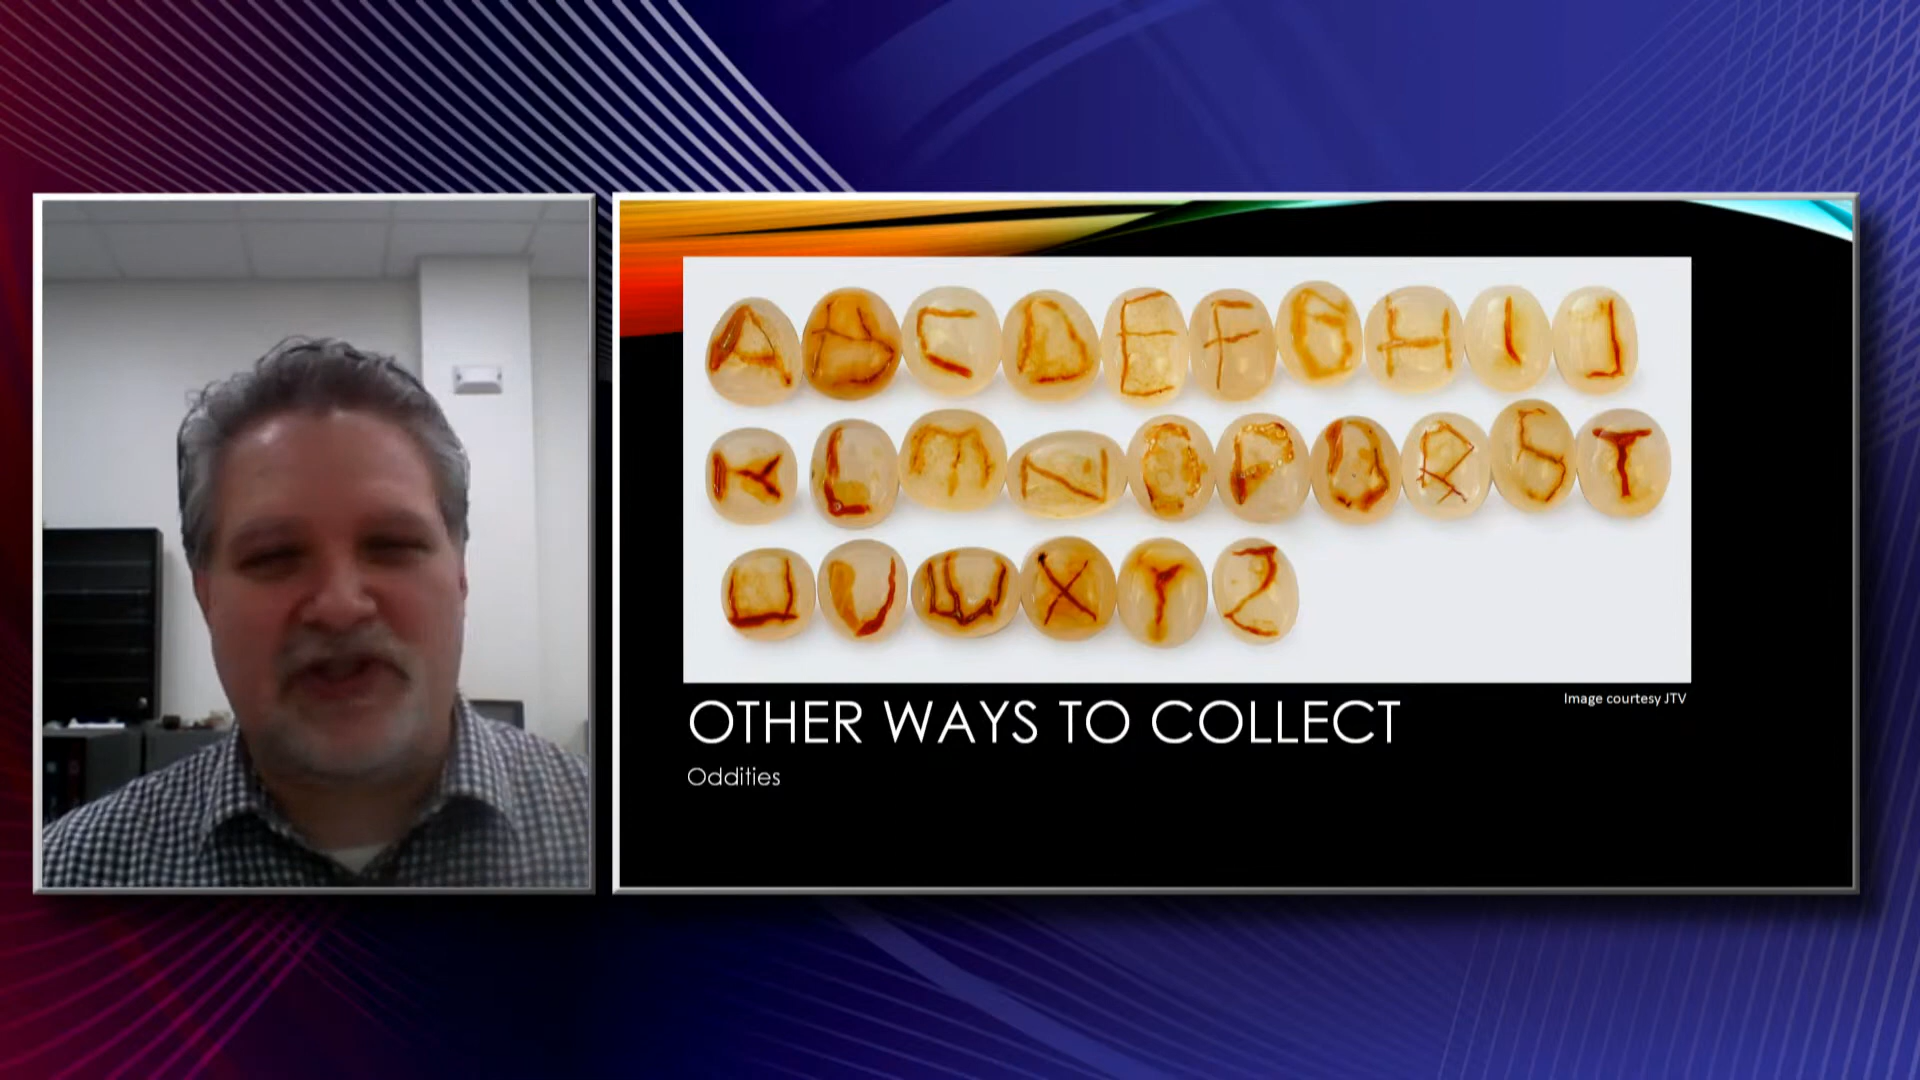 A B C D E F G H I J
K L M N O P Q R S T
U V W X Y Z
Image courtesy JTV
OTHER WAYS TO COLLECT
Oddities